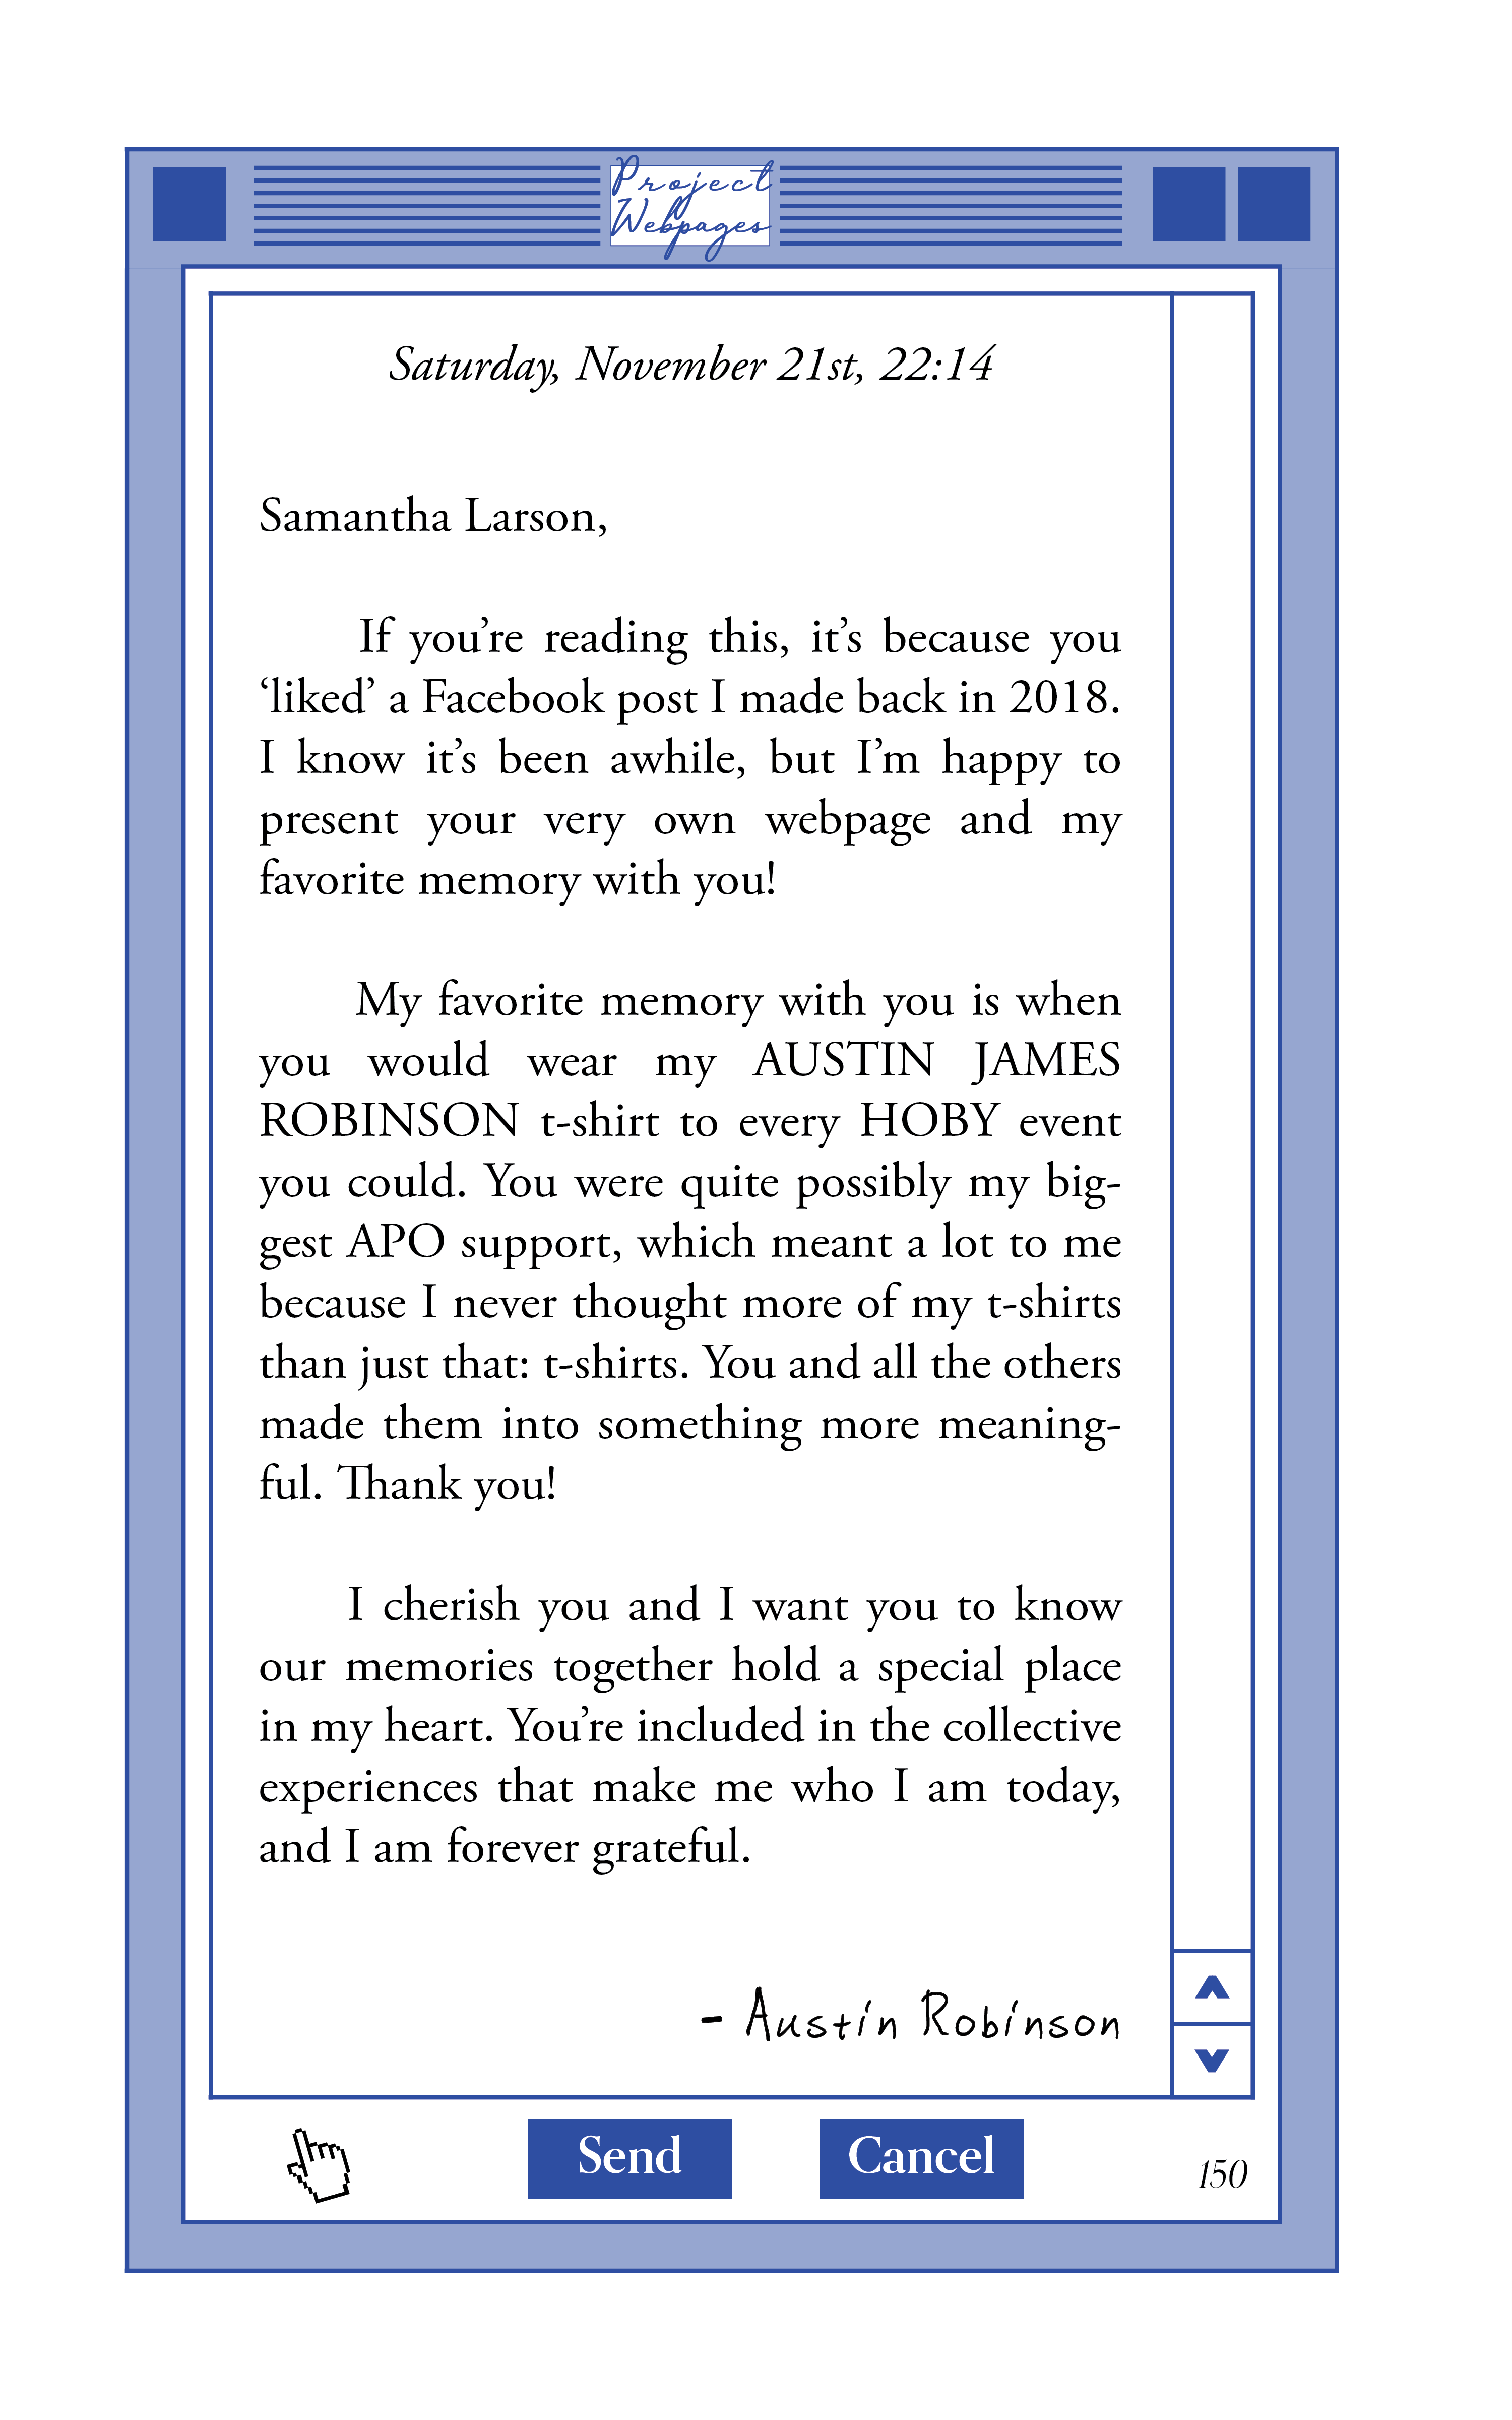 Project
Webpages
Saturday, November 21st, 22:14
Samantha Larson,
If you’re reading this, it’s because you
‘liked’ a Facebook post I made back in 2018.
I know it’s been awhile, but I’m happy to
present your very own webpage and my
favorite memory with you!
My favorite memory with you is when
you would wear my AUSTIN JAMES
ROBINSON t-shirt to every HOBY event
you could. You were quite possibly my big-
gest APO support, which meant a lot to me
because I never thought more of my t-shirts
than just that: t-shirts. You and all the others
made them into something more meaning-
ful. Thank you!
I cherish you and I want you to know
our memories together hold a special place
in my heart. You’re included in the collective
experiences that make me who I am today,
and I am forever grateful.
- Austin Robinson
Send Cancel
150